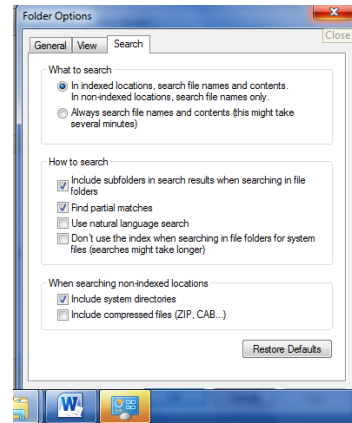 Folder Options
Close
General View Search
What to search
In indexed locations, search file names and contents.
In non-indexed locations, search file names only.
Always search file names and contents (this might take
several minutes)
How to search
Include subfolders in search results when searching in file
folders
Find partial matches
Use natural language search
Don't use the index when searching in file folders for system
files (searches might take longer)
When searching non-indexed locations
Include system directories
Include compressed files (ZIP, CAB...)
Restore Defaults
W